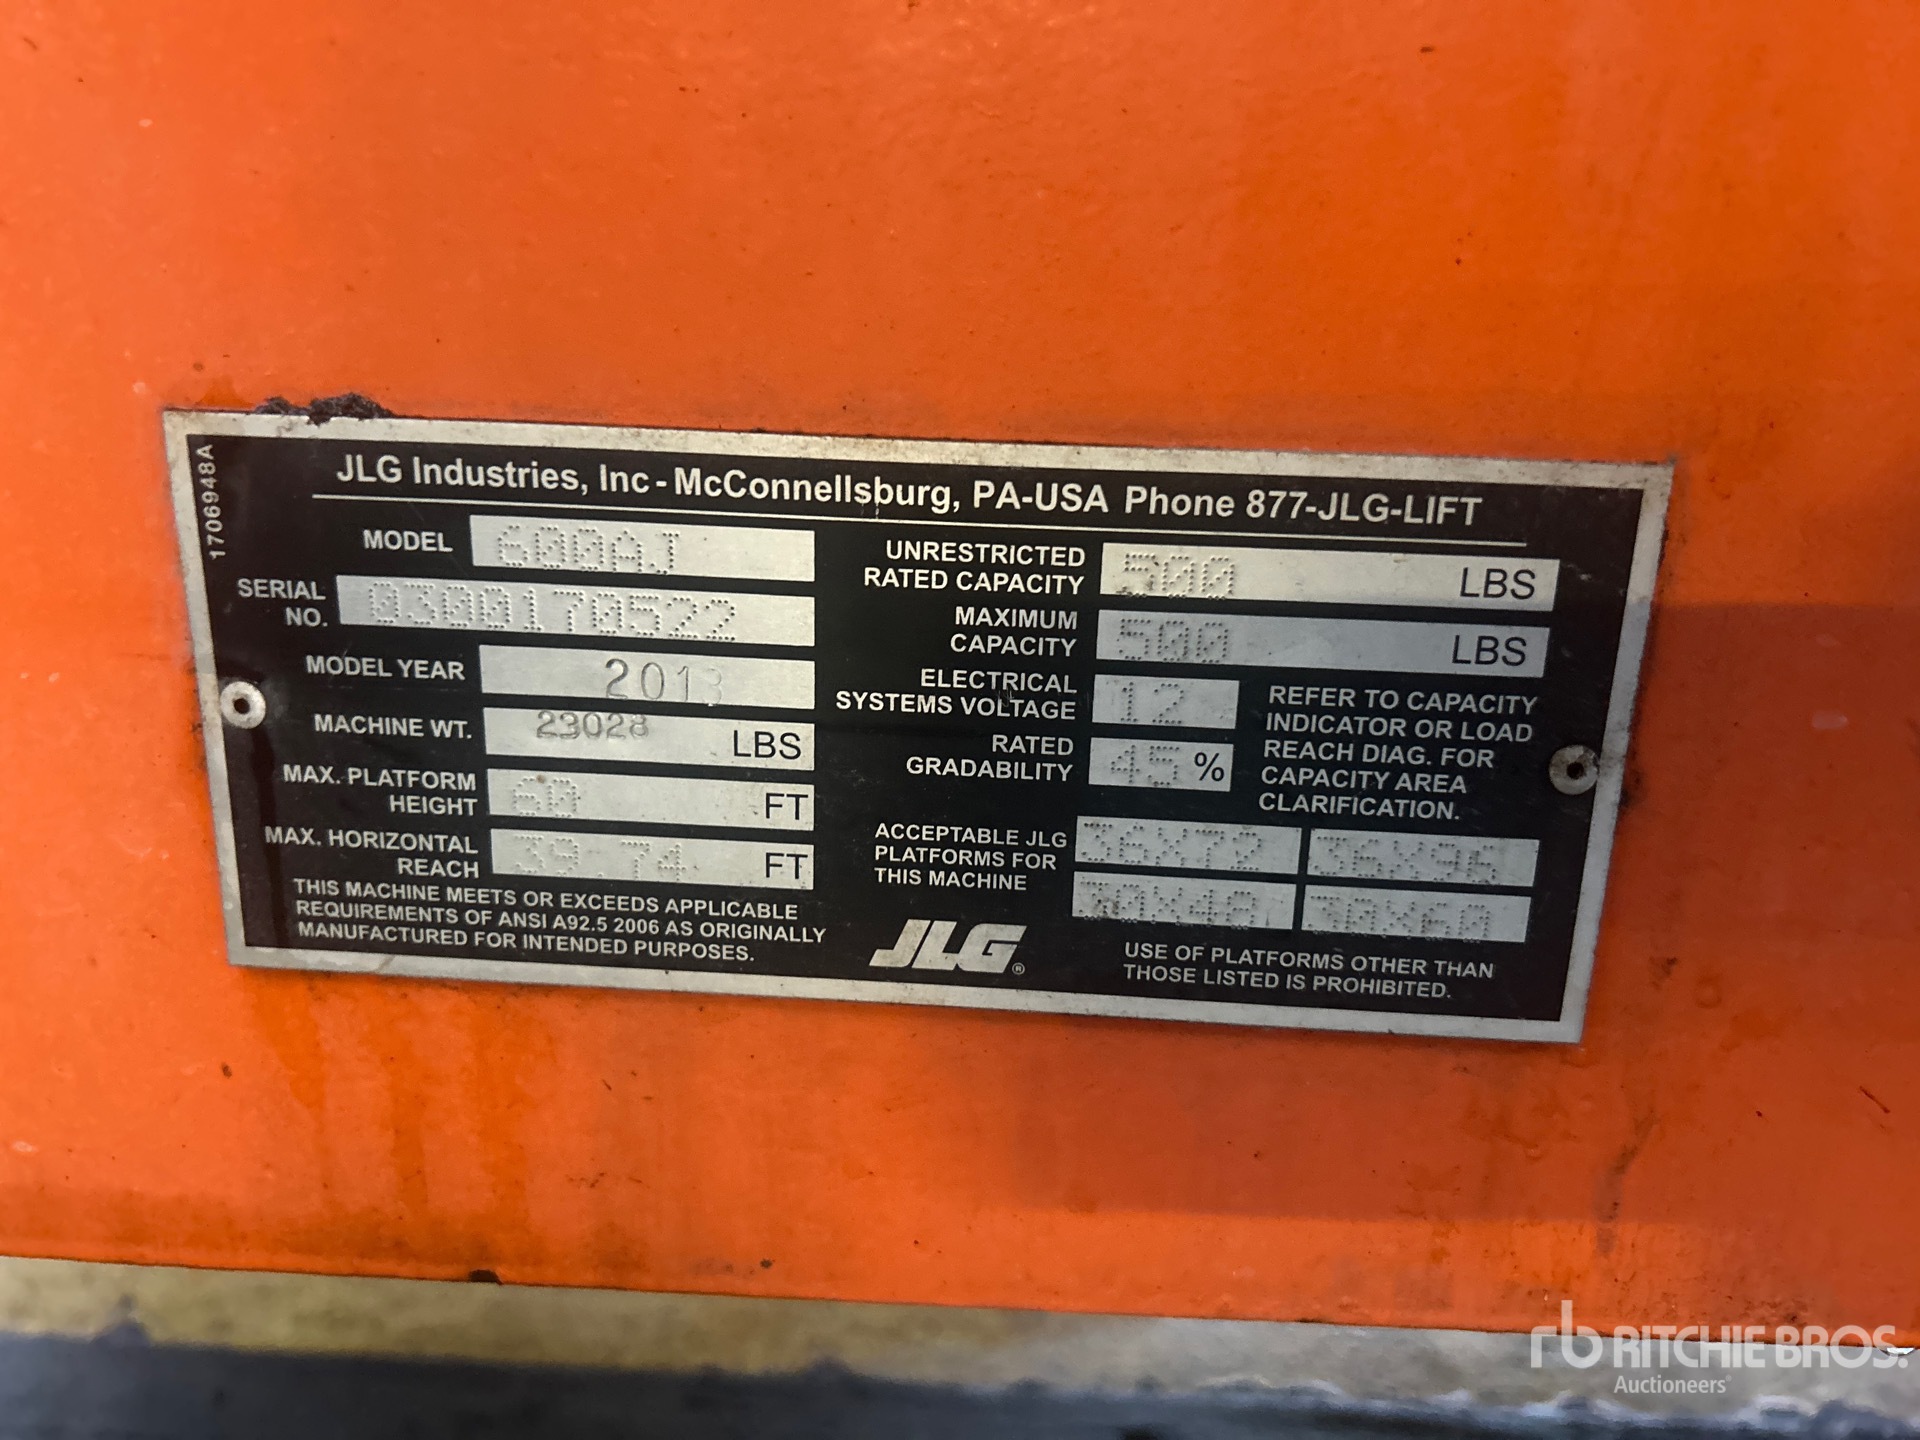 1706948A
JLG Industries, Inc - McConnellsburg, PA-USA Phone 877-JLG-LIFT
MODEL 600AJ
SERIAL NO. 0300170522
MODEL YEAR 2013
MACHINE WT. 23028 LBS
MAX. PLATFORM HEIGHT 60 FT
MAX. HORIZONTAL REACH 39.74 FT
THIS MACHINE MEETS OR EXCEEDS APPLICABLE
REQUIREMENTS OF ANSI A92.5 2006 AS ORIGINALLY
MANUFACTURED FOR INTENDED PURPOSES.
UNRESTRICTED
RATED CAPACITY 500 LBS
MAXIMUM
CAPACITY 500 LBS
ELECTRICAL
SYSTEMS VOLTAGE 12
RATED
GRADABILITY 45 %
REFER TO CAPACITY
INDICATOR OR LOAD
REACH DIAG. FOR
CAPACITY AREA
CLARIFICATION.
ACCEPTABLE JLG
PLATFORMS FOR
THIS MACHINE
36X72 36X96
30X48 30X60
JLG®
USE OF PLATFORMS OTHER THAN
THOSE LISTED IS PROHIBITED.
rb RITCHIE BROS.
Auctioneers